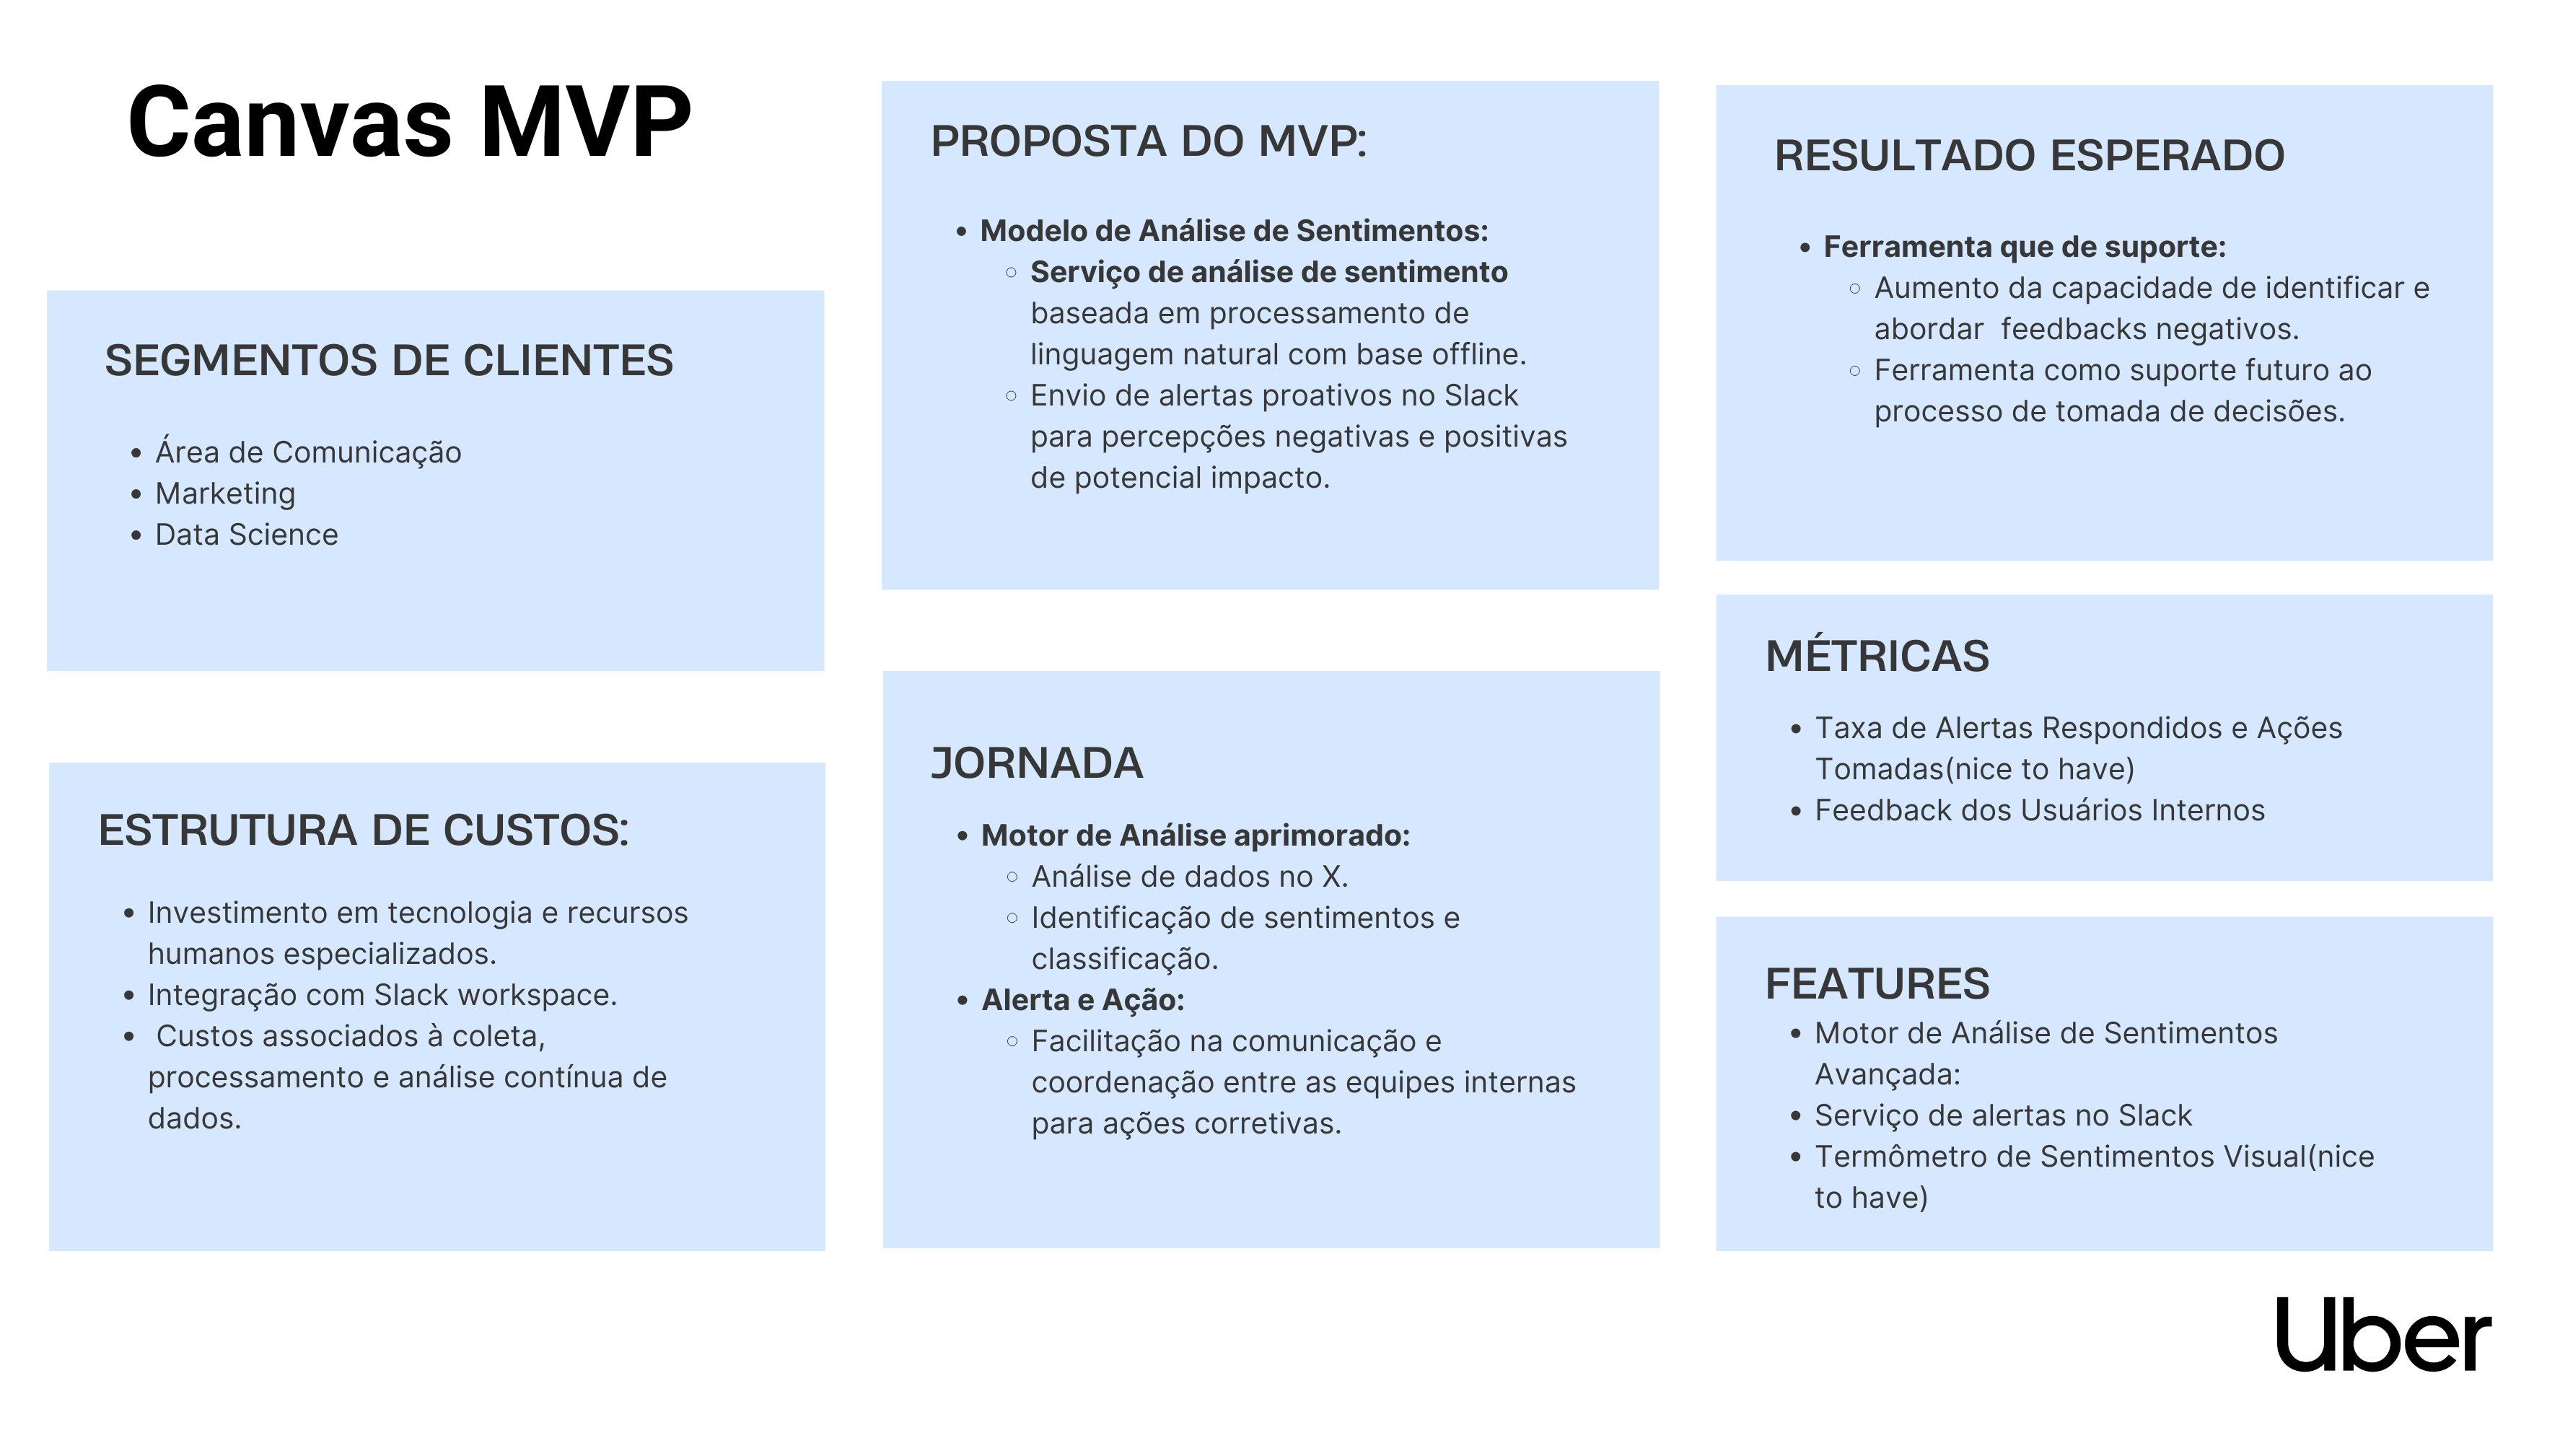 Canvas MVP
SEGMENTOS DE CLIENTES
• Área de Comunicação
• Marketing
• Data Science
ESTRUTURA DE CUSTOS:
• Investimento em tecnologia e recursos
humanos especializados.
• Integração com Slack workspace.
• Custos associados à coleta,
processamento e análise contínua de
dados.
PROPOSTA DO MVP:
• Modelo de Análise de Sentimentos:
◦ Serviço de análise de sentimento
baseada em processamento de
linguagem natural com base offline.
◦ Envio de alertas proativos no Slack
para percepções negativas e positivas
de potencial impacto.
JORNADA
• Motor de Análise aprimorado:
◦ Análise de dados no X.
◦ Identificação de sentimentos e
classificação.
• Alerta e Ação:
◦ Facilitação na comunicação e
coordenação entre as equipes internas
para ações corretivas.
RESULTADO ESPERADO
• Ferramenta que de suporte:
◦ Aumento da capacidade de identificar e
abordar  feedbacks negativos.
◦ Ferramenta como suporte futuro ao
processo de tomada de decisões.
MÉTRICAS
• Taxa de Alertas Respondidos e Ações
Tomadas(nice to have)
• Feedback dos Usuários Internos
FEATURES
• Motor de Análise de Sentimentos
Avançada:
• Serviço de alertas no Slack
• Termômetro de Sentimentos Visual(nice
to have)
Uber